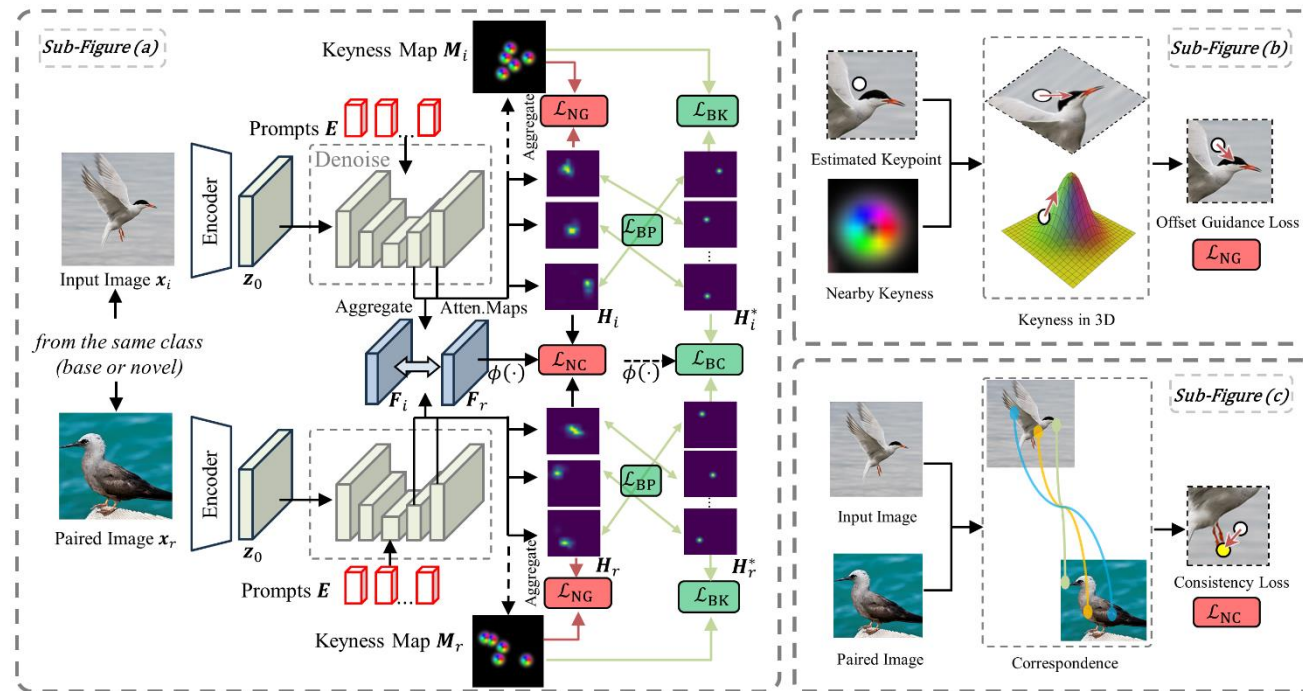 Sub-Figure (a)
Keyness Map M_i
Prompts E
Denoise
Aggregate
L_NG
L_BK
Encoder
Input Image x_i
z_0
L_BP
Aggregate
Atten.Maps
H_i
H_i^*
from the same class
(base or novel)
F_i
F_r
ϕ(·)
L_NC
ϕ(·)
L_BC
Encoder
Paired Image x_r
z_0
L_BP
Prompts E
Aggregate
H_r
H_r^*
L_NG
L_BK
Keyness Map M_r
Sub-Figure (b)
Estimated Keypoint
Nearby Keyness
Keyness in 3D
Offset Guidance Loss
L_NG
Sub-Figure (c)
Input Image
Paired Image
Correspondence
Consistency Loss
L_NC